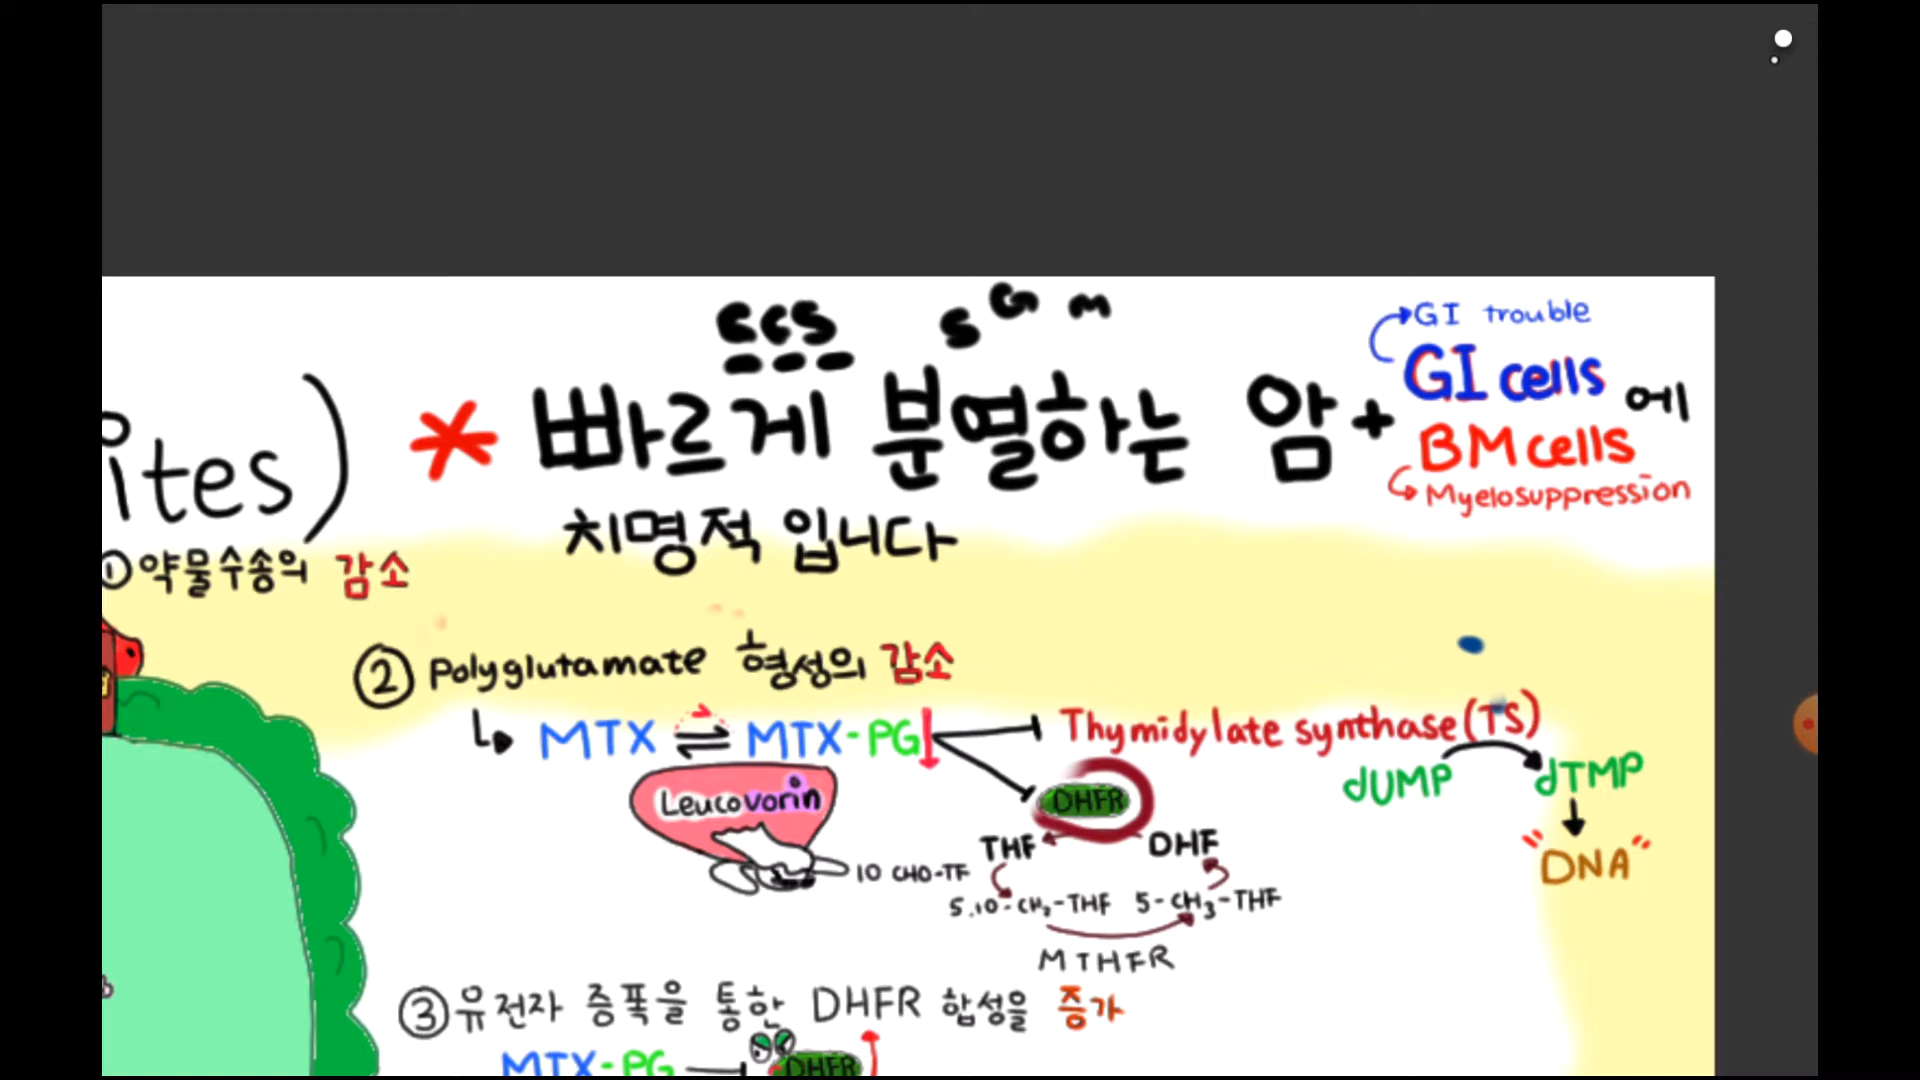 CCS S G M
GI trouble
ites) * 빠르게 분열하는 암+ GI cells 에
BM cells
Myelosuppression
치명적 입니다
① 약물수송의 감소
② Polyglutamate 형성의 감소
MTX ⇌ MTX-PG Thymidylate synthase (TS)
dUMP dTMP
Leucovorin DHFR
THF DHF
10 CHO-TF DNA
5.10-CH₂-THF 5-CH₃-THF
MTHFR
③ 유전자 증폭을 통한 DHFR 합성을 증가
MTX-PG DHFR